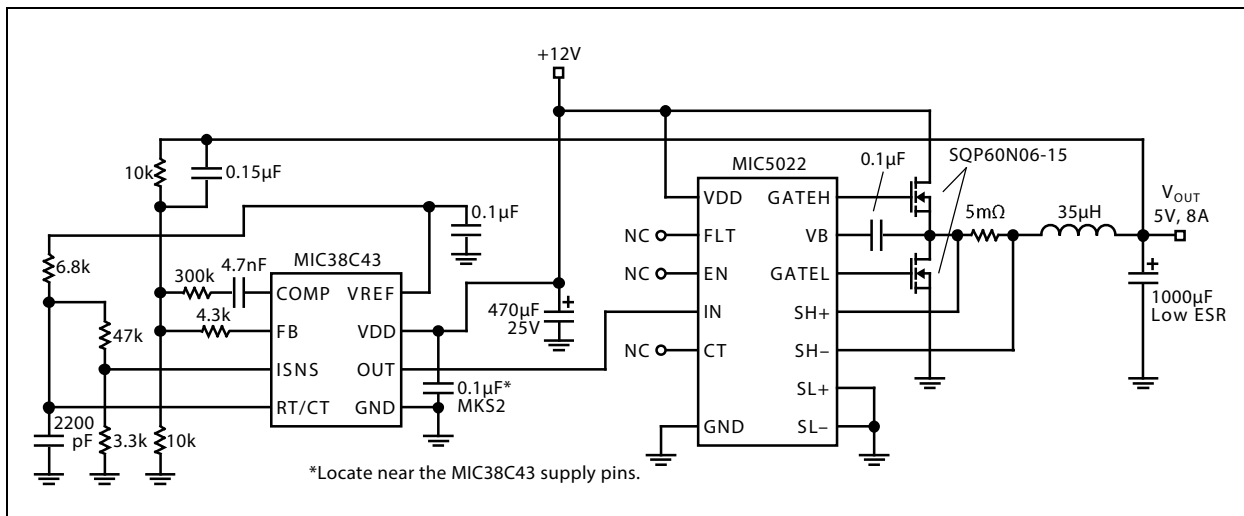 +12V
10k
0.15µF
0.1µF
6.8k
300k
4.7nF
4.3k
47k
2200
pF
3.3k
10k
MIC38C43
COMP
VREF
FB
VDD
ISNS
OUT
RT/CT
GND
470µF
25V
0.1µF*
MKS2
*Locate near the MIC38C43 supply pins.
MIC5022
VDD
GATEH
NC
FLT
VB
NC
EN
GATEL
IN
SH+
NC
CT
SH−
SL+
GND
SL−
0.1µF
SQP60N06-15
5mΩ
35µH
VOUT
5V, 8A
1000µF
Low ESR